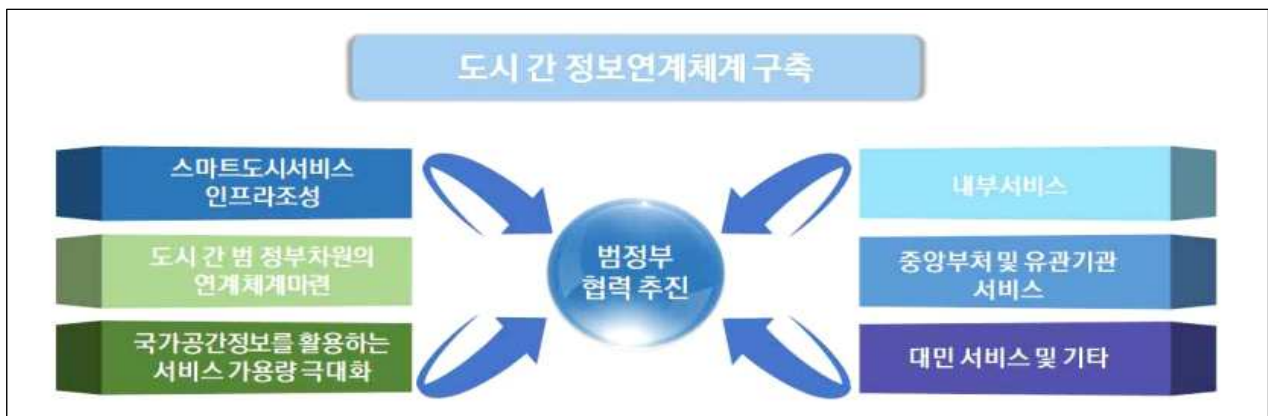 도시 간 정보연계체계 구축
스마트도시서비스
인프라조성
도시 간 범 정부차원의
연계체계마련
국가공간정보를 활용하는
서비스 가용량 극대화
범정부
협력 추진
내부서비스
중앙부처 및 유관기관
서비스
대민 서비스 및 기타